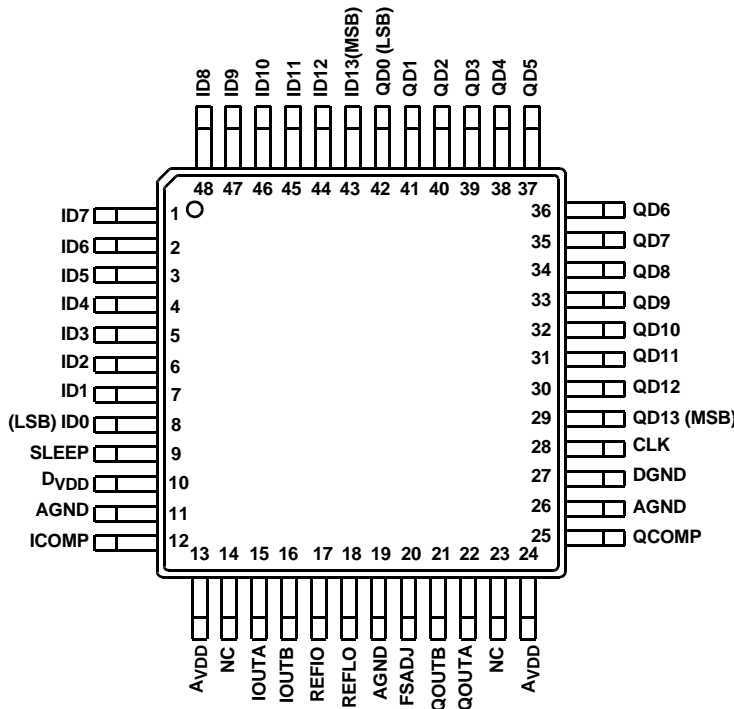 ID8
ID9
ID10
ID11
ID12
ID13(MSB)
QD0 (LSB)
QD1
QD2
QD3
QD4
QD5
48 47 46 45 44 43 42 41 40 39 38 37
ID7 1 36 QD6
ID6 2 35 QD7
ID5 3 34 QD8
ID4 4 33 QD9
ID3 5 32 QD10
ID2 6 31 QD11
ID1 7 30 QD12
(LSB) ID0 8 29 QD13 (MSB)
SLEEP 9 28 CLK
DVDD 10 27 DGND
AGND 11 26 AGND
ICOMP 12 25 QCOMP
13 14 15 16 17 18 19 20 21 22 23 24
AVDD
NC
IOUTA
IOUTB
REFIO
REFLO
AGND
FSADJ
QOUTB
QOUTA
NC
AVDD